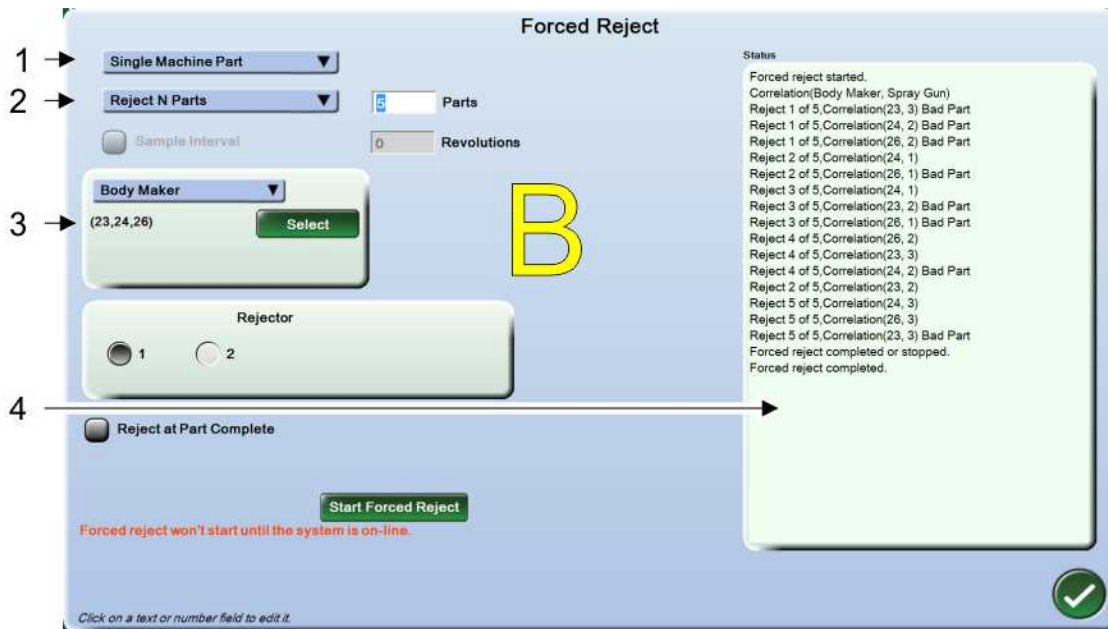 Forced Reject
1
Single Machine Part
2
Reject N Parts
5
Parts
Sample Interval
0
Revolutions
Body Maker
3
(23,24,26)
Select
B
Rejector
1
2
4
Reject at Part Complete
Start Forced Reject
Forced reject won't start until the system is on-line.
Click on a text or number field to edit it.
Status
Forced reject started.
Correlation(Body Maker, Spray Gun)
Reject 1 of 5,Correlation(23, 3) Bad Part
Reject 1 of 5,Correlation(24, 2) Bad Part
Reject 1 of 5,Correlation(26, 2) Bad Part
Reject 2 of 5,Correlation(24, 1)
Reject 2 of 5,Correlation(26, 1) Bad Part
Reject 3 of 5,Correlation(24, 1)
Reject 3 of 5,Correlation(23, 2) Bad Part
Reject 3 of 5,Correlation(26, 1) Bad Part
Reject 4 of 5,Correlation(26, 2)
Reject 4 of 5,Correlation(23, 3)
Reject 4 of 5,Correlation(24, 2) Bad Part
Reject 2 of 5,Correlation(23, 2)
Reject 5 of 5,Correlation(24, 3)
Reject 5 of 5,Correlation(26, 3)
Reject 5 of 5,Correlation(23, 3) Bad Part
Forced reject completed or stopped.
Forced reject completed.